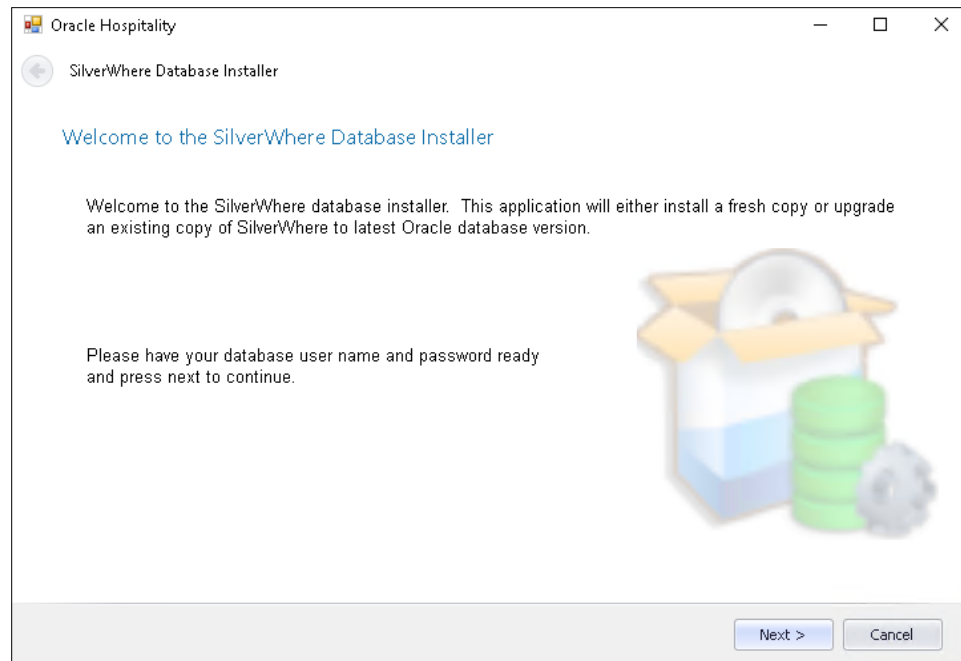 Oracle Hospitality
SilverWhere Database Installer
Welcome to the SilverWhere Database Installer
Welcome to the SilverWhere database installer.  This application will either install a fresh copy or upgrade
an existing copy of SilverWhere to latest Oracle database version.
Please have your database user name and password ready
and press next to continue.
Next >
Cancel